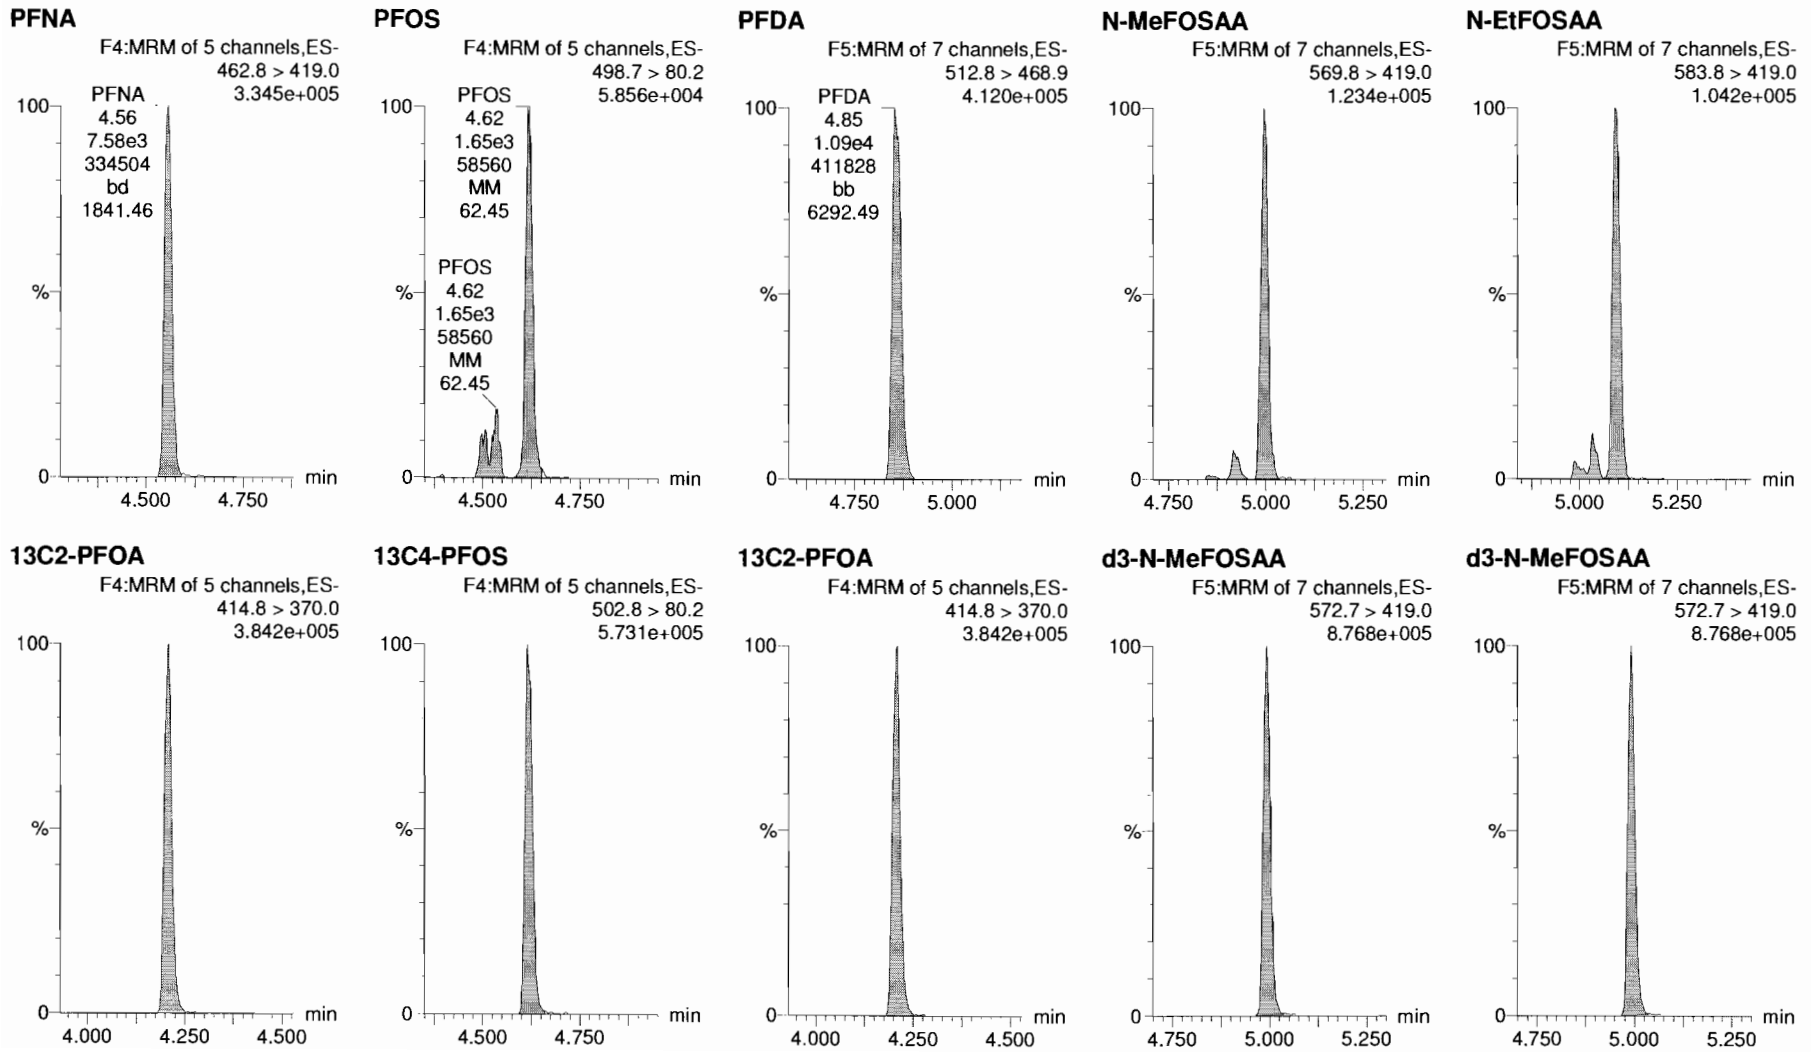 PFNA
F4:MRM of 5 channels,ES-
462.8 > 419.0
3.345e+005
PFNA
4.56
7.58e3
334504
bd
1841.46
100
%
0
4.500
4.750
min
PFOS
F4:MRM of 5 channels,ES-
498.7 > 80.2
5.856e+004
PFOS
4.62
1.65e3
58560
MM
62.45
PFOS
4.62
1.65e3
58560
MM
62.45
100
%
0
4.500
4.750
min
PFDA
F5:MRM of 7 channels,ES-
512.8 > 468.9
4.120e+005
PFDA
4.85
1.09e4
411828
bb
6292.49
100
%
0
4.750
5.000
min
N-MeFOSAA
F5:MRM of 7 channels,ES-
569.8 > 419.0
1.234e+005
100
%
0
4.750
5.000
5.250
min
N-EtFOSAA
F5:MRM of 7 channels,ES-
583.8 > 419.0
1.042e+005
100
%
0
5.000
5.250
min
13C2-PFOA
F4:MRM of 5 channels,ES-
414.8 > 370.0
3.842e+005
100
%
0
4.000
4.250
4.500
min
13C4-PFOS
F4:MRM of 5 channels,ES-
502.8 > 80.2
5.731e+005
100
%
0
4.500
4.750
min
13C2-PFOA
F4:MRM of 5 channels,ES-
414.8 > 370.0
3.842e+005
100
%
0
4.000
4.250
4.500
min
d3-N-MeFOSAA
F5:MRM of 7 channels,ES-
572.7 > 419.0
8.768e+005
100
%
0
4.750
5.000
5.250
min
d3-N-MeFOSAA
F5:MRM of 7 channels,ES-
572.7 > 419.0
8.768e+005
100
%
0
4.750
5.000
5.250
min